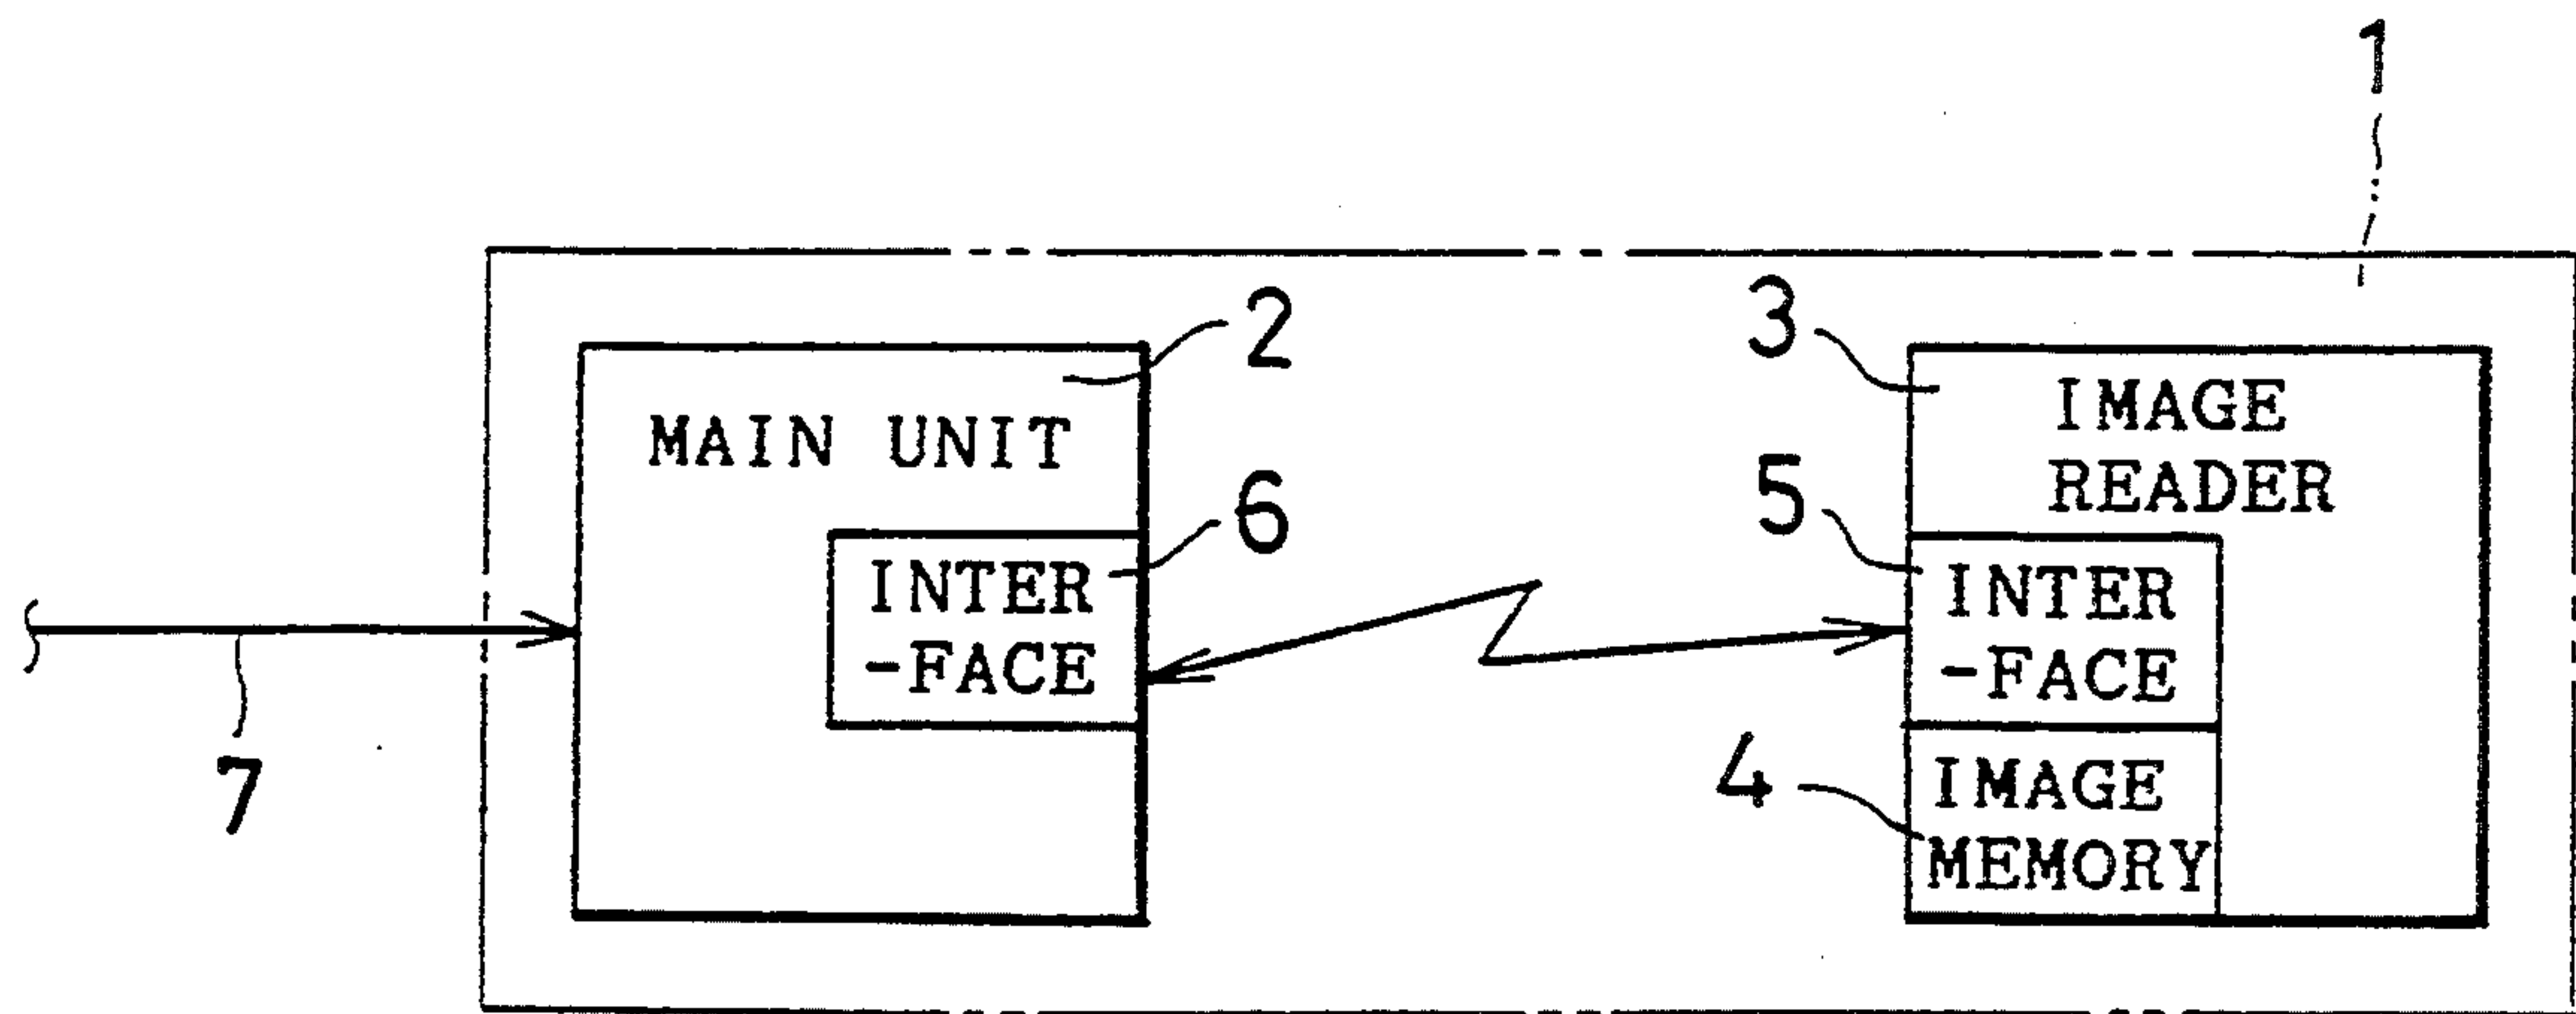 1
2
MAIN UNIT
6
INTER
-FACE
7
3
IMAGE
READER
5
INTER
-FACE
4
IMAGE
MEMORY